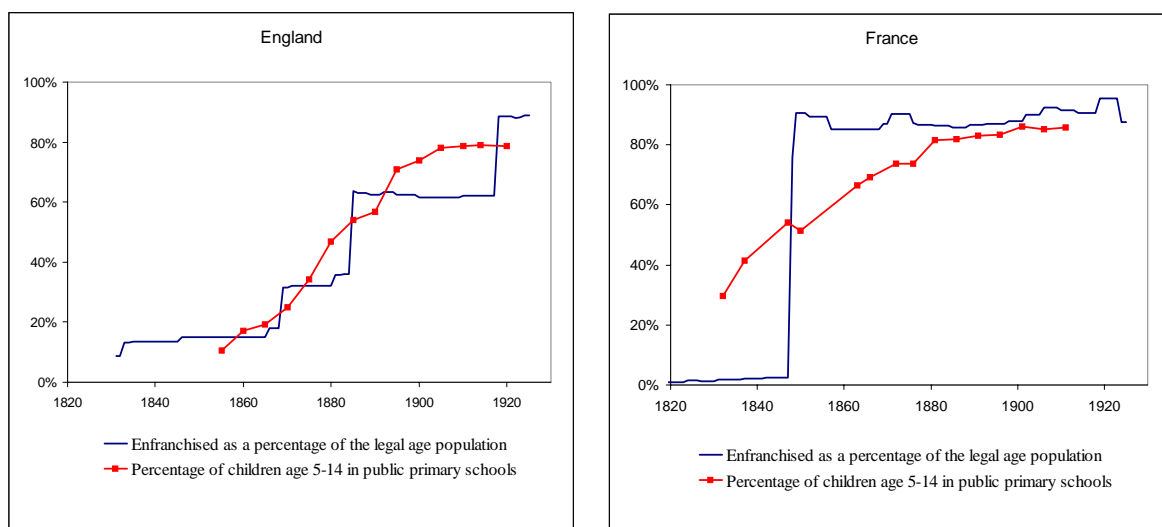 England
100%
80%
60%
40%
20%
0%
1820 1840 1860 1880 1900 1920
Enfranchised as a percentage of the legal age population
Percentage of children age 5-14 in public primary schools
France
100%
80%
60%
40%
20%
0%
1820 1840 1860 1880 1900 1920
Enfranchised as a percentage of the legal age population
Percentage of children age 5-14 in public primary schools